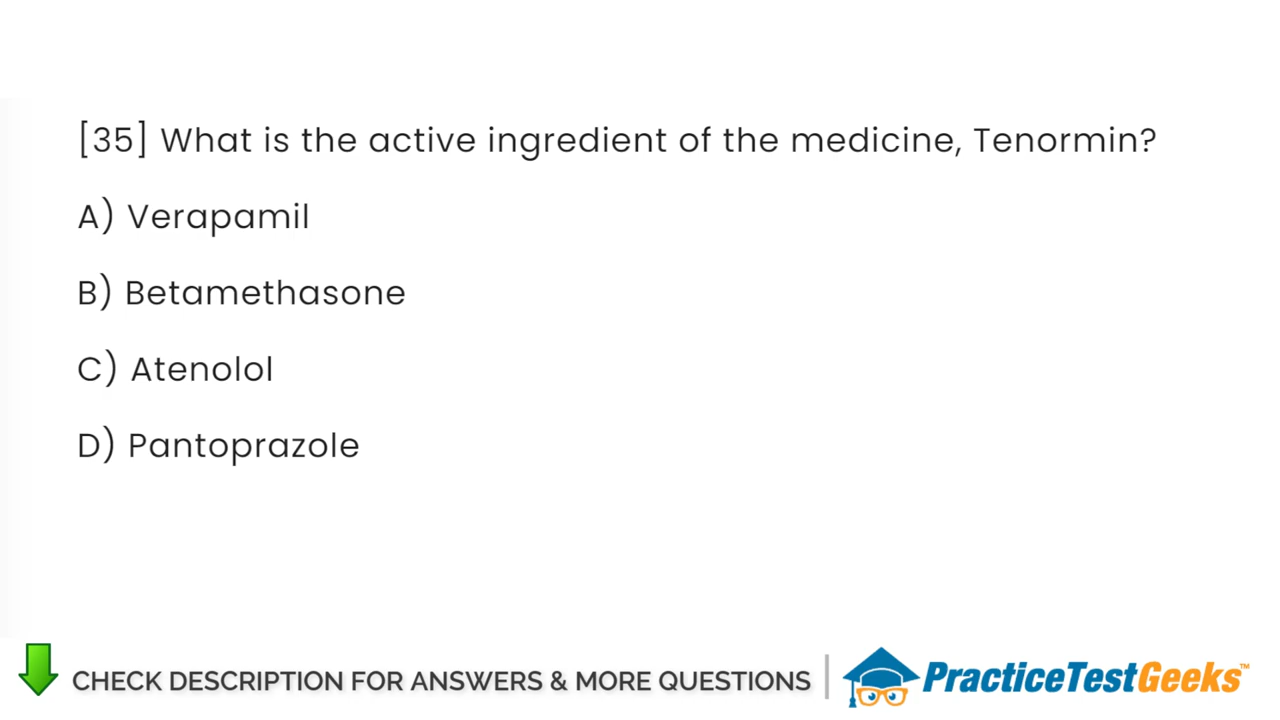 [35] What is the active ingredient of the medicine, Tenormin?
A) Verapamil
B) Betamethasone
C) Atenolol
D) Pantoprazole
CHECK DESCRIPTION FOR ANSWERS & MORE QUESTIONS
PracticeTestGeeks™